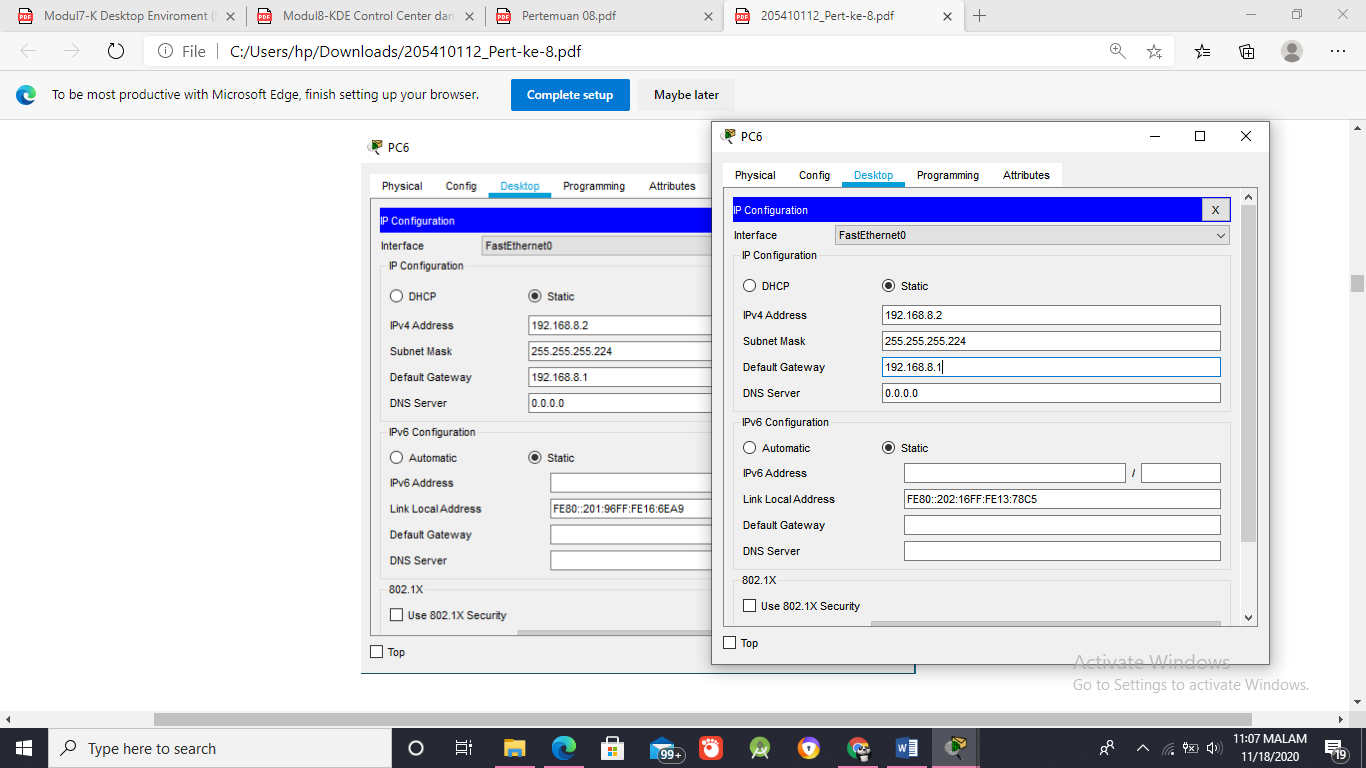 Modul7-K Desktop Enviroment (
Modul8-KDE Control Center dan
Pertemuan 08.pdf
205410112_Pert-ke-8.pdf
File
C:/Users/hp/Downloads/205410112_Pert-ke-8.pdf
To be most productive with Microsoft Edge, finish setting up your browser.
Complete setup
Maybe later
PC6
Physical Config Desktop Programming Attributes
IP Configuration
Interface FastEthernet0
IP Configuration
DHCP Static
IPv4 Address 192.168.8.2
Subnet Mask 255.255.255.224
Default Gateway 192.168.8.1
DNS Server 0.0.0.0
IPv6 Configuration
Automatic Static
IPv6 Address
Link Local Address FE80::201:96FF:FE16:6EA9
Default Gateway
DNS Server
802.1X
Use 802.1X Security
Top
PC6
Physical Config Desktop Programming Attributes
IP Configuration X
Interface FastEthernet0
IP Configuration
DHCP Static
IPv4 Address 192.168.8.2
Subnet Mask 255.255.255.224
Default Gateway 192.168.8.1
DNS Server 0.0.0.0
IPv6 Configuration
Automatic Static
IPv6 Address /
Link Local Address FE80::202:16FF:FE13:78C5
Default Gateway
DNS Server
802.1X
Use 802.1X Security
Top
Activate Windows
Go to Settings to activate Windows.
Type here to search
99+
11:07 MALAM
11/18/2020
19